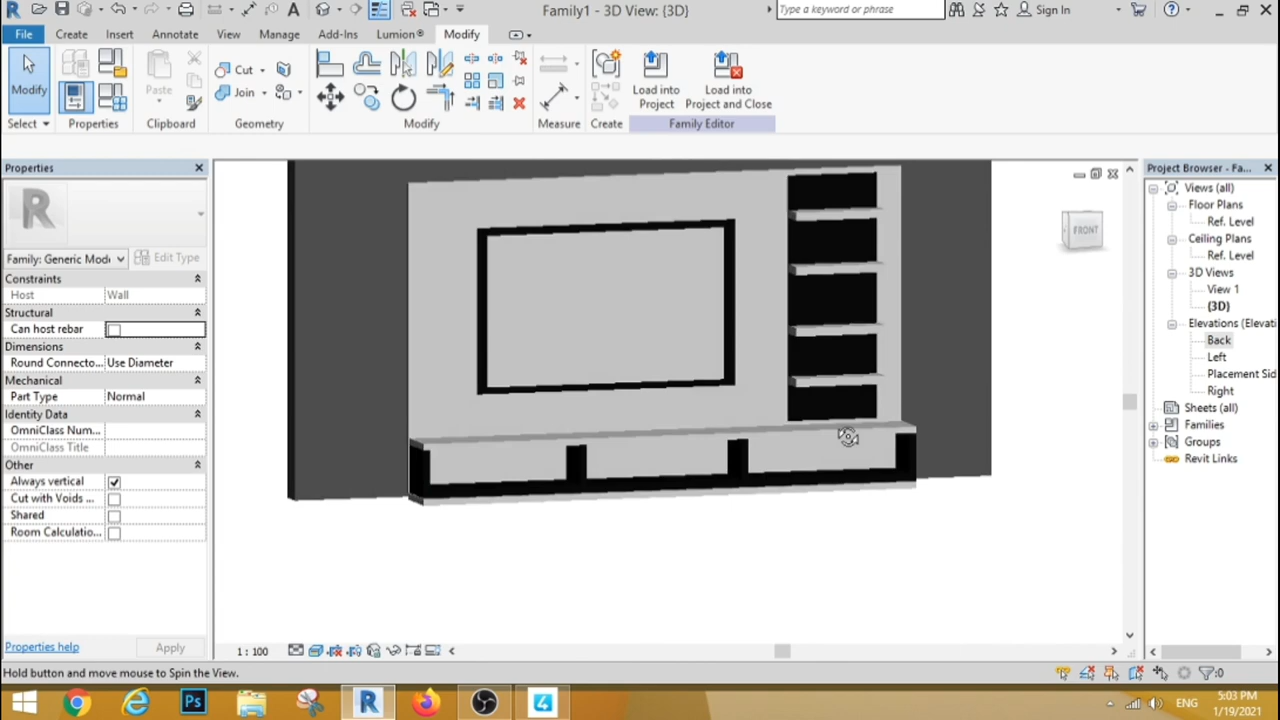 Family1 - 3D View: {3D}
Type a keyword or phrase
Sign In
File
Create
Insert
Annotate
View
Manage
Add-Ins
Lumion®
Modify
Modify
Select
Properties
Paste
Clipboard
Cut
Join
Geometry
Modify
Measure
Create
Load into
Project
Load into
Project and Close
Family Editor
Properties
R
Family: Generic Mode
Edit Type
Constraints
Host Wall
Structural
Can host rebar
Dimensions
Round Connecto... Use Diameter
Mechanical
Part Type Normal
Identity Data
OmniClass Num...
OmniClass Title
Other
Always vertical
Cut with Voids ...
Shared
Room Calculatio...
Properties help
Apply
FRONT
Project Browser - Fa...
Views (all)
Floor Plans
Ref. Level
Ceiling Plans
Ref. Level
3D Views
View 1
{3D}
Elevations (Elevati
Back
Left
Placement Sid
Right
Sheets (all)
Families
Groups
Revit Links
1 : 100
Hold button and move mouse to Spin the View.
:0
Ps
R
4
ENG
5:03 PM
1/19/2021